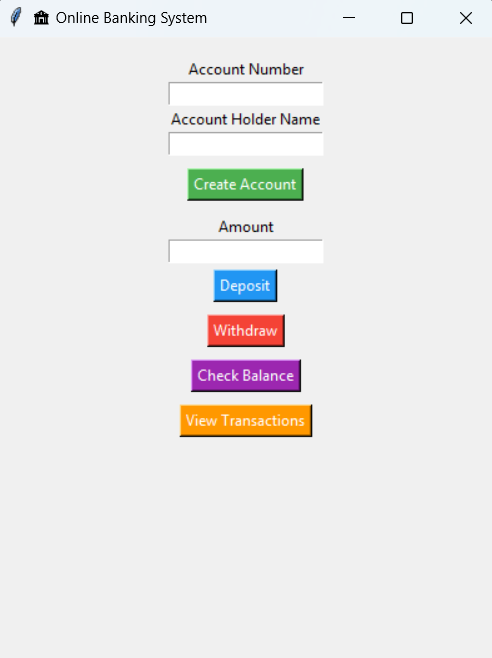 🏦 Online Banking System
Account Number
Account Holder Name
Create Account
Amount
Deposit
Withdraw
Check Balance
View Transactions